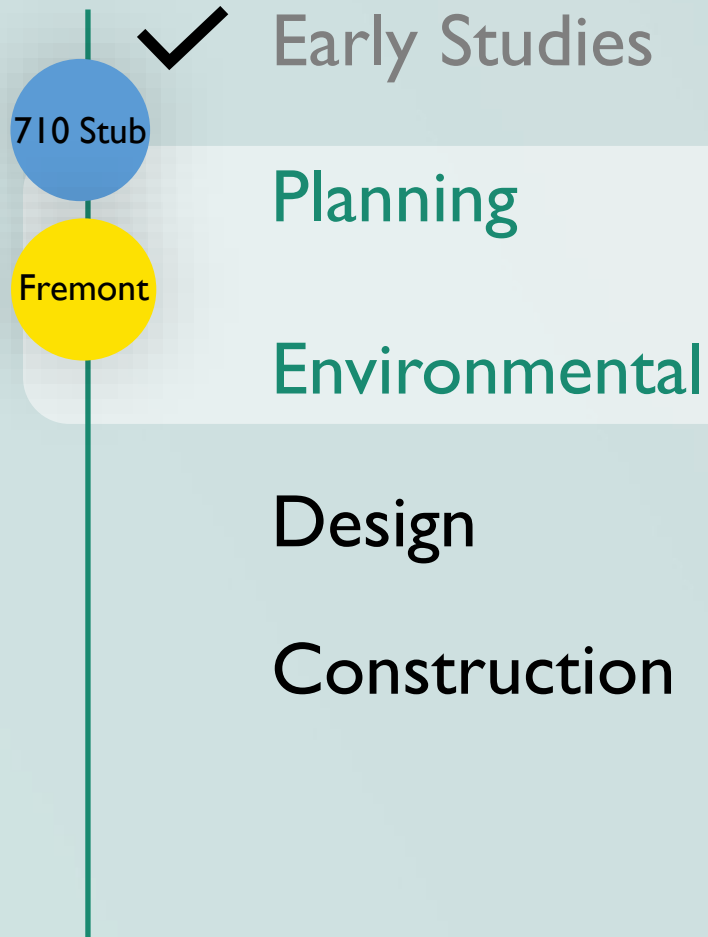 Early Studies
710 Stub
Planning
Fremont
Environmental
Design
Construction